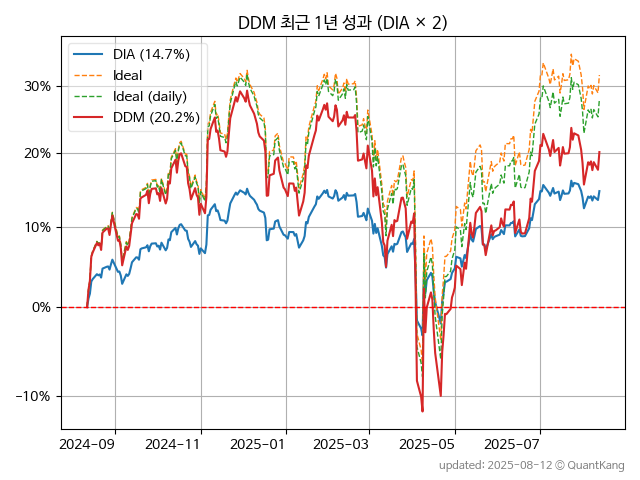 DDM 최근 1년 성과 (DIA × 2)
DIA (14.7%)
Ideal
Ideal (daily)
DDM (20.2%)
30%
20%
10%
0%
−10%
2024-09
2024-11
2025-01
2025-03
2025-05
2025-07
updated: 2025-08-12 © QuantKang